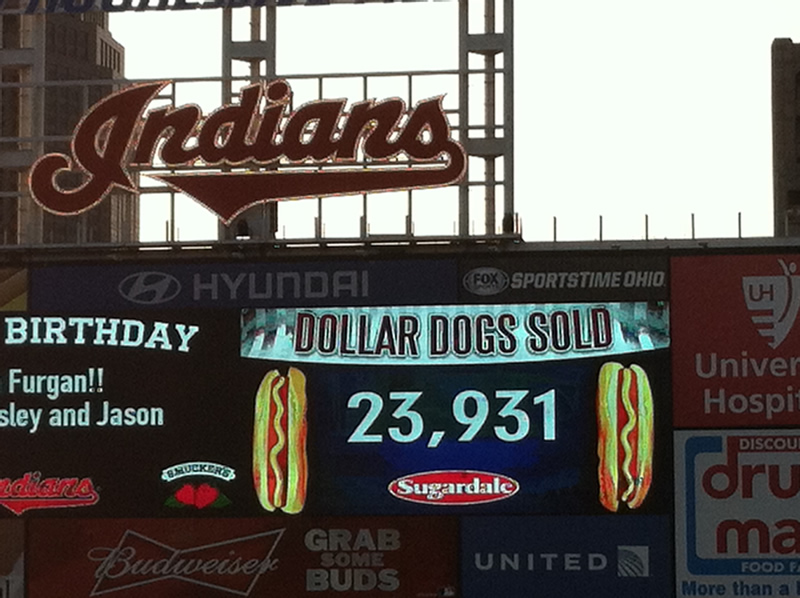 Indians
HYUNDAI
FOX SPORTSTIME OHIO
BIRTHDAY
Furgan!!
sley and Jason
Indians
SMUCKER'S
DOLLAR DOGS SOLD
23,931
Sugardale
UH
Univer
Hospit
DISCOU
dru
ma
FOOD FA
More than a
Budweiser
GRAB
SOME
BUDS
UNITED